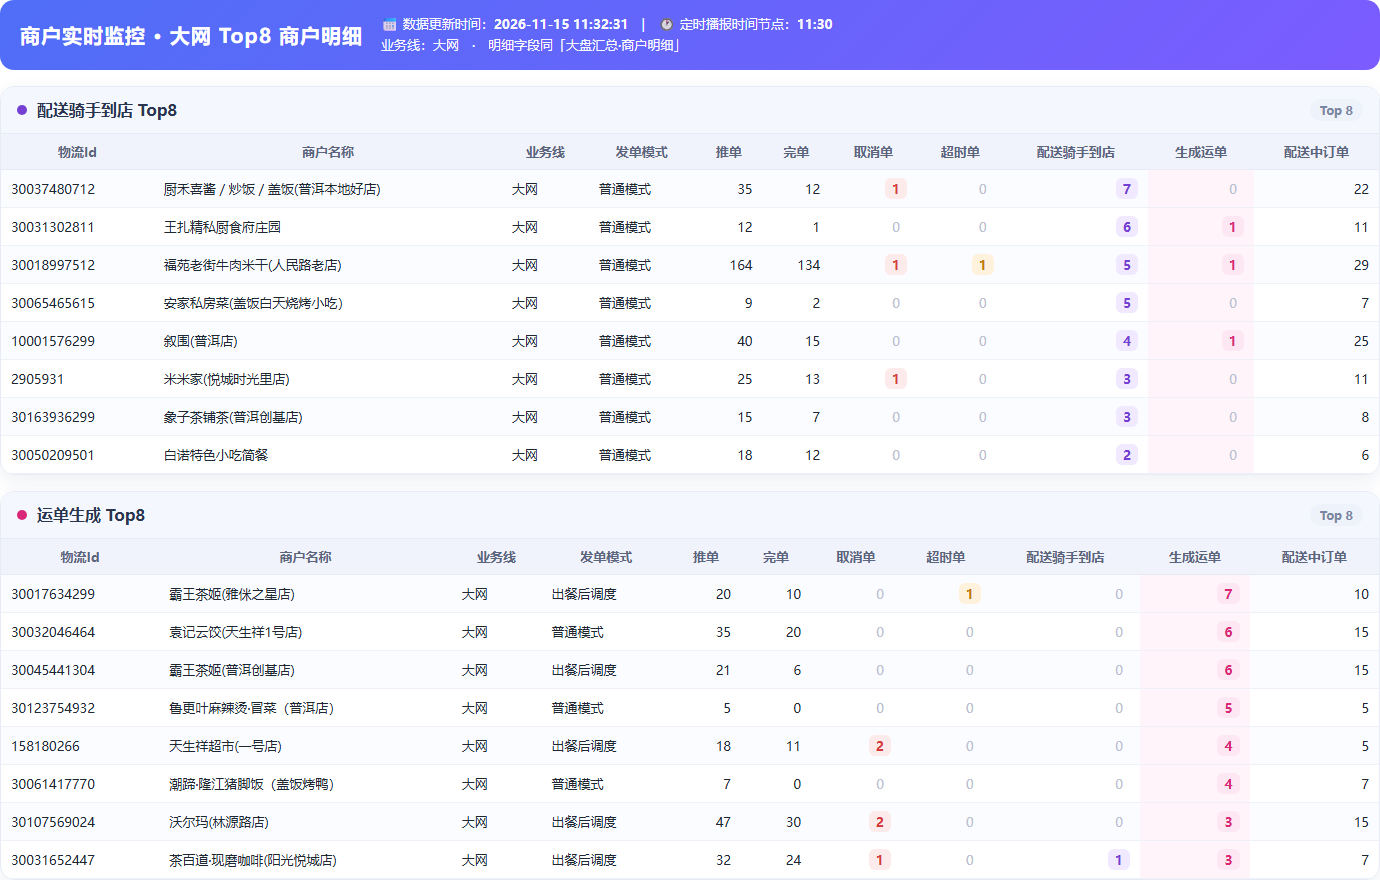 商户实时监控 · 大网 Top8 商户明细
数据更新时间：2026-11-15 11:32:31 | 定时播报时间节点：11:30
业务线：大网 · 明细字段同「大盘汇总·商户明细」
配送骑手到店 Top8 Top 8
物流Id 商户名称 业务线 发单模式 推单 完单 取消单 超时单 配送骑手到店 生成运单 配送中订单
30037480712 厨禾喜酱 / 炒饭 / 盖饭(普洱本地好店) 大网 普通模式 35 12 1 0 7 0 22
30031302811 王扎精私厨食府庄园 大网 普通模式 12 1 0 0 6 1 11
30018997512 福苑老街牛肉米干(人民路老店) 大网 普通模式 164 134 1 1 5 1 29
30065465615 安家私房菜(盖饭白天烧烤小吃) 大网 普通模式 9 2 0 0 5 0 7
10001576299 叙围(普洱店) 大网 普通模式 40 15 0 0 4 1 25
2905931 米米家(悦城时光里店) 大网 普通模式 25 13 1 0 3 0 11
30163936299 象子茶铺茶(普洱创基店) 大网 普通模式 15 7 0 0 3 0 8
30050209501 白诺特色小吃简餐 大网 普通模式 18 12 0 0 2 0 6
运单生成 Top8 Top 8
物流Id 商户名称 业务线 发单模式 推单 完单 取消单 超时单 配送骑手到店 生成运单 配送中订单
30017634299 霸王茶姬(雅侎之星店) 大网 出餐后调度 20 10 0 1 0 7 10
30032046464 袁记云饺(天生祥1号店) 大网 普通模式 35 20 0 0 0 6 15
30045441304 霸王茶姬(普洱创基店) 大网 出餐后调度 21 6 0 0 0 6 15
30123754932 鲁更叶麻辣烫·冒菜（普洱店） 大网 普通模式 5 0 0 0 0 5 5
158180266 天生祥超市(一号店) 大网 出餐后调度 18 11 2 0 0 4 5
30061417770 潮蹄·隆江猪脚饭（盖饭烤鸭） 大网 普通模式 7 0 0 0 0 4 7
30107569024 沃尔玛(林源路店) 大网 出餐后调度 47 30 2 0 0 3 15
30031652447 茶百道·现磨咖啡(阳光悦城店) 大网 出餐后调度 32 24 1 0 1 3 7